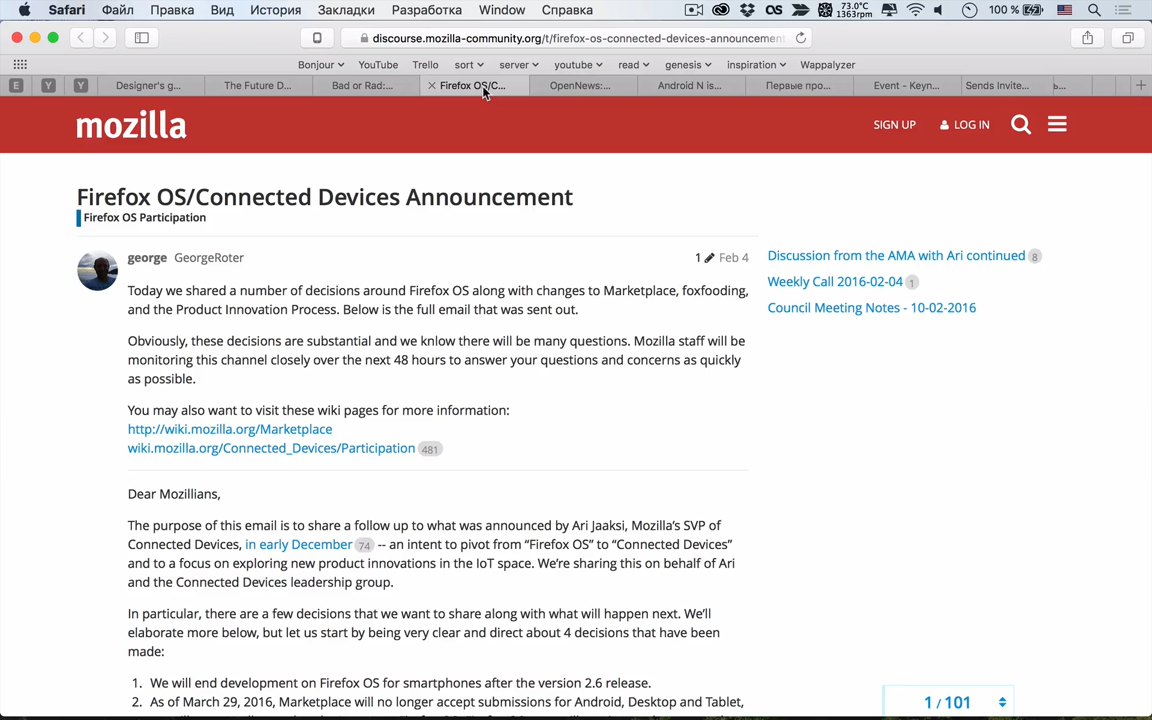 Safari Файл Правка Вид История Закладки Разработка Window Справка
73.0°C
1363rpm
100 %
discourse.mozilla-community.org/t/firefox-os-connected-devices-announcement
Bonjour YouTube Trello sort server youtube read genesis inspiration Wappalyzer
E Y Y Designer's g... The Future D... Bad or Rad:... Firefox OS/C... OpenNews:... Android N is... Первые про... Event - Keyn... Sends Invite... ь...
mozilla
SIGN UP LOG IN
Firefox OS/Connected Devices Announcement
Firefox OS Participation
george GeorgeRoter 1 Feb 4
Today we shared a number of decisions around Firefox OS along with changes to Marketplace, foxfooding,
and the Product Innovation Process. Below is the full email that was sent out.
Obviously, these decisions are substantial and we knlow there will be many questions. Mozilla staff will be
monitoring this channel closely over the next 48 hours to answer your questions and concerns as quickly
as possible.
You may also want to visit these wiki pages for more information:
http://wiki.mozilla.org/Marketplace
wiki.mozilla.org/Connected_Devices/Participation 481
Dear Mozillians,
The purpose of this email is to share a follow up to what was announced by Ari Jaaksi, Mozilla's SVP of
Connected Devices, in early December 74 -- an intent to pivot from “Firefox OS” to “Connected Devices”
and to a focus on exploring new product innovations in the IoT space. We're sharing this on behalf of Ari
and the Connected Devices leadership group.
In particular, there are a few decisions that we want to share along with what will happen next. We'll
elaborate more below, but let us start by being very clear and direct about 4 decisions that have been
made:
1. We will end development on Firefox OS for smartphones after the version 2.6 release.
2. As of March 29, 2016, Marketplace will no longer accept submissions for Android, Desktop and Tablet,
Discussion from the AMA with Ari continued 8
Weekly Call 2016-02-04 1
Council Meeting Notes - 10-02-2016
1 / 101